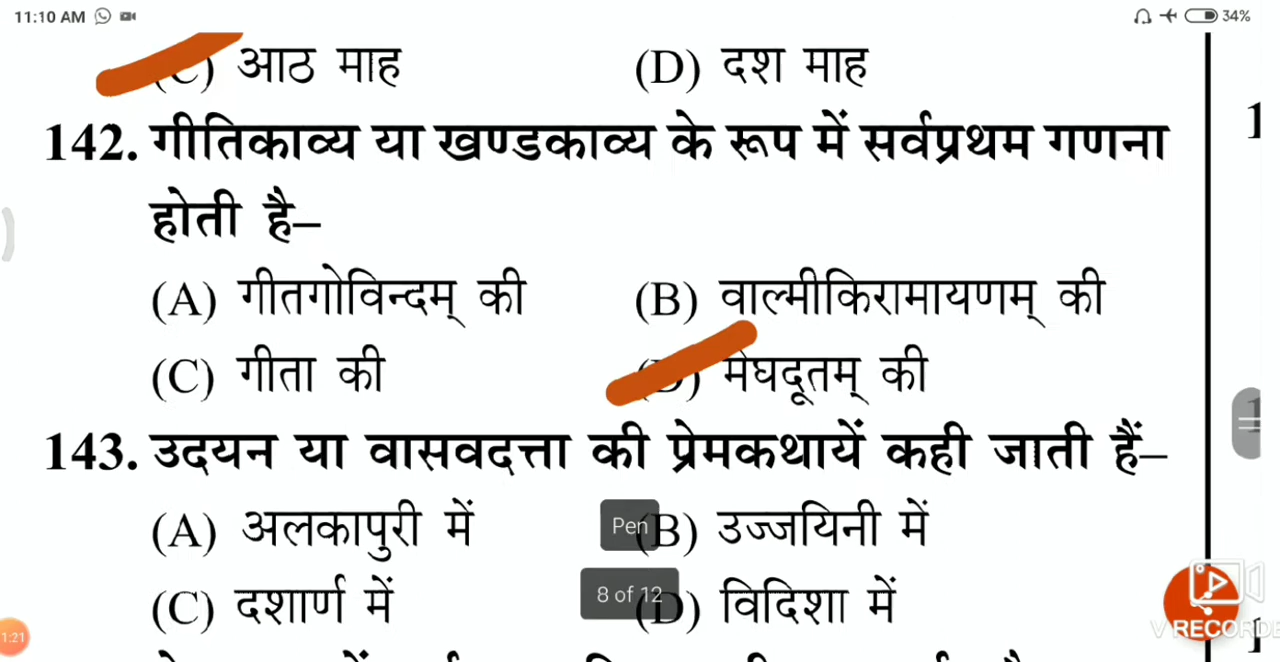 11:10 AM 34%
(C) आठ माह (D) दश माह
142. गीतिकाव्य या खण्डकाव्य के रूप में सर्वप्रथम गणना
होती है–
(A) गीतगोविन्दम् की (B) वाल्मीकिरामायणम् की
(C) गीता की (D) मेघदूतम् की
143. उदयन या वासवदत्ता की प्रेमकथायें कही जाती हैं–
(A) अलकापुरी में (B) उज्जयिनी में
Pen
(C) दशार्ण में (D) विदिशा में
8 of 12
V RECORDE
1:21